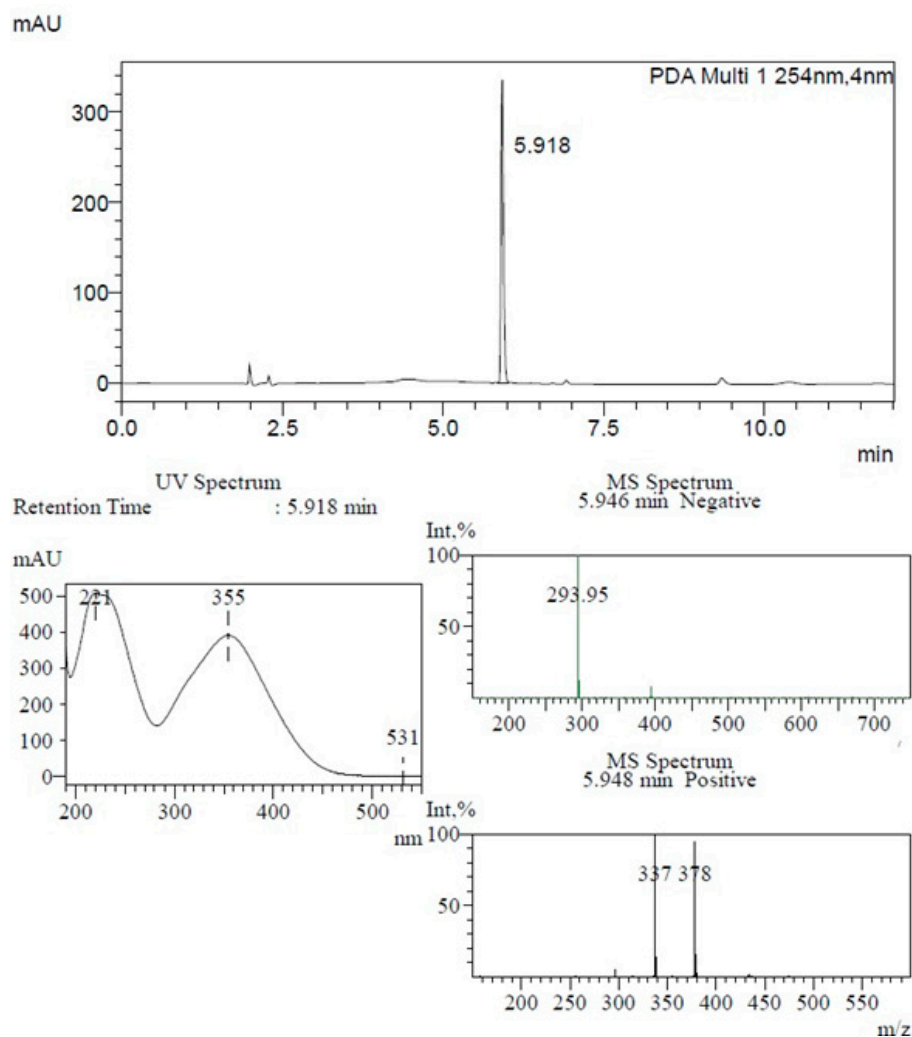 mAU
PDA Multi 1 254nm,4nm
300
5.918
200
100
0
0.0 2.5 5.0 7.5 10.0
min
UV Spectrum
Retention Time : 5.918 min
mAU
500
221 355
400
300
200
100
531
0
200 300 400 500
nm
MS Spectrum
5.946 min Negative
Int,%
100
293.95
50
200 300 400 500 600 700
MS Spectrum
5.948 min Positive
Int,%
100
337 378
50
200 250 300 350 400 450 500 550
m/z